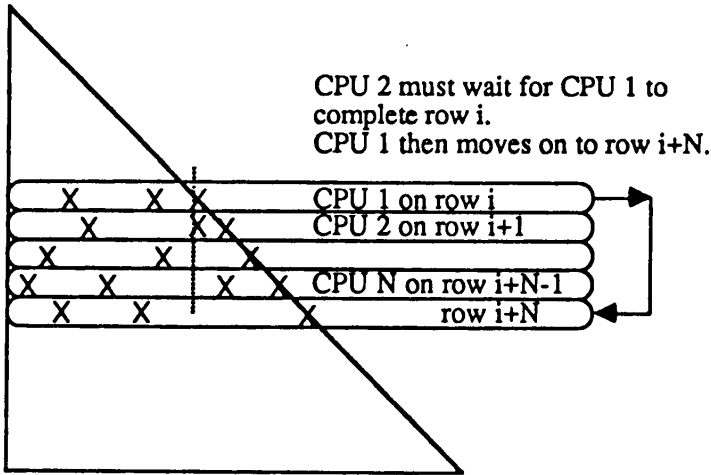 CPU 2 must wait for CPU 1 to
complete row i.
CPU 1 then moves on to row i+N.
X X X CPU 1 on row i
X X X CPU 2 on row i+1
X X X
X X X X CPU N on row i+N-1
X X X row i+N